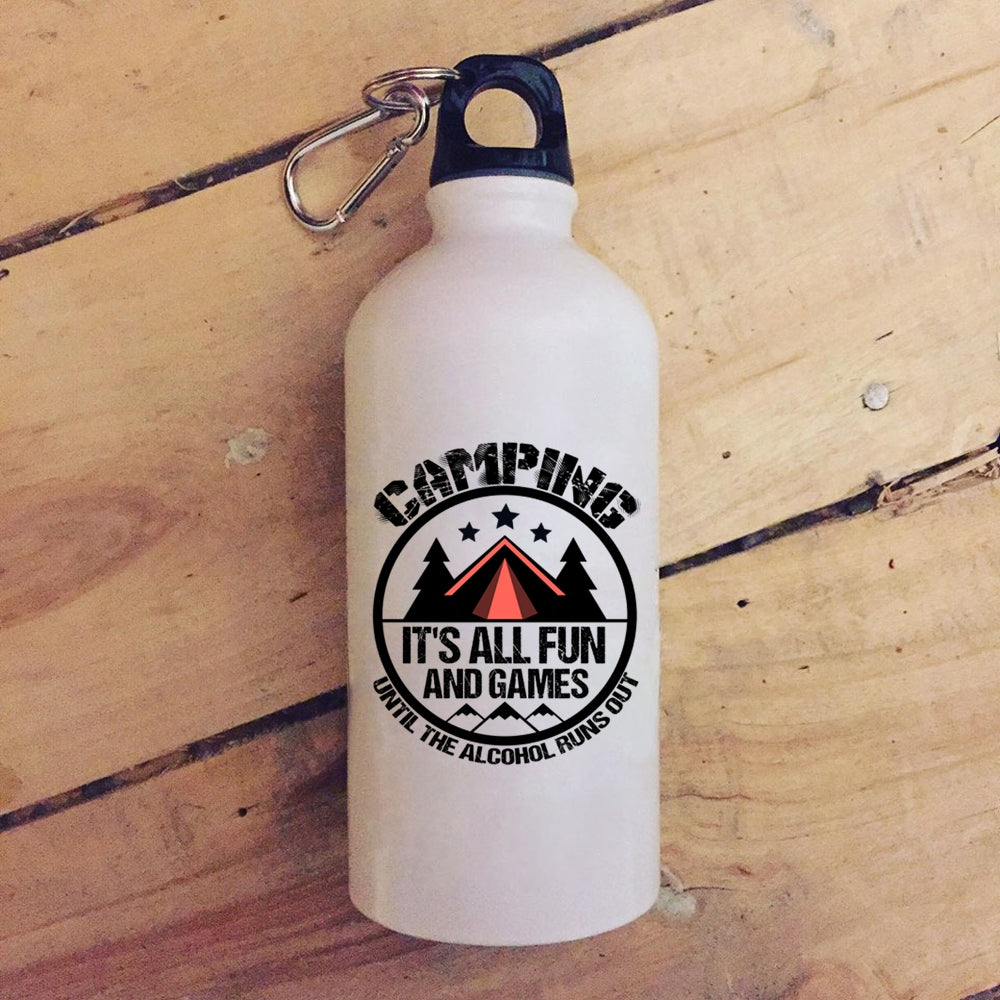 CAMPING
IT'S ALL FUN
AND GAMES
UNTIL THE ALCOHOL RUNS OUT